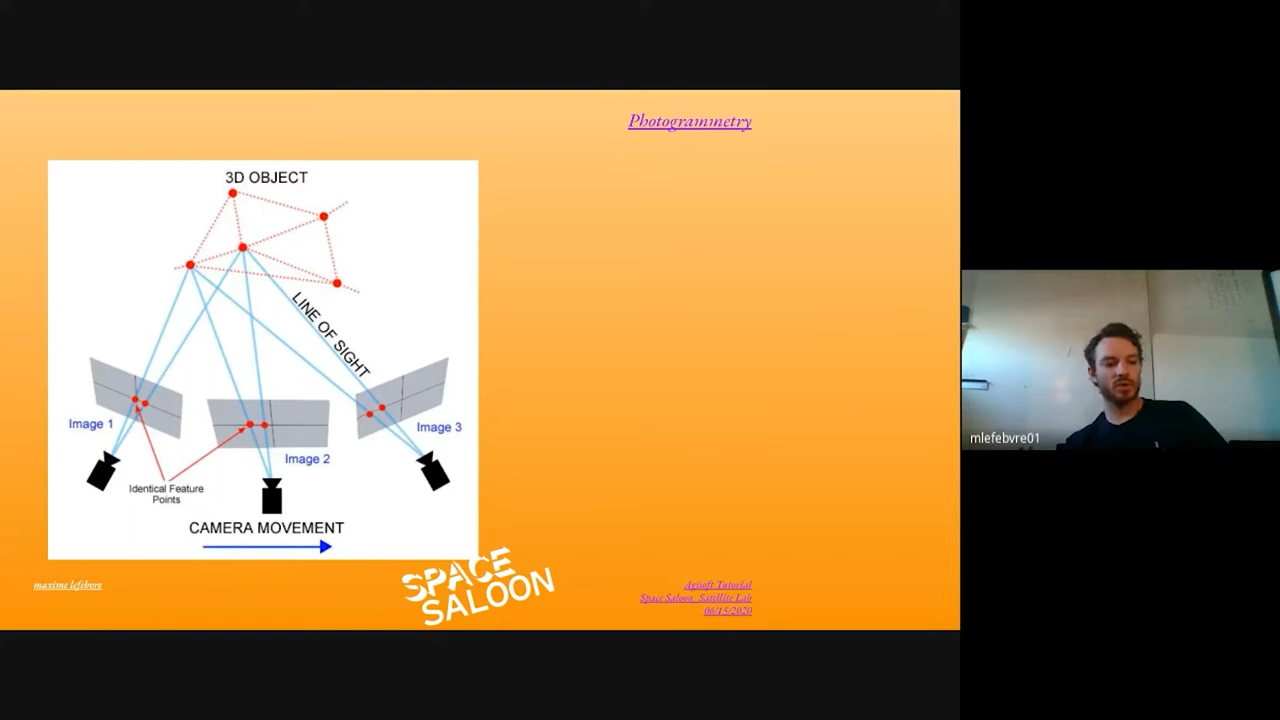 Photogrammetry
3D OBJECT
LINE OF SIGHT
Image 1
Image 2
Image 3
Identical Feature
Points
CAMERA MOVEMENT
maxime lefebvre
SPACE
SALOON
Agisoft Tutorial
Space Saloon_Satellite Lab
06/15/2020
mlefebvre01